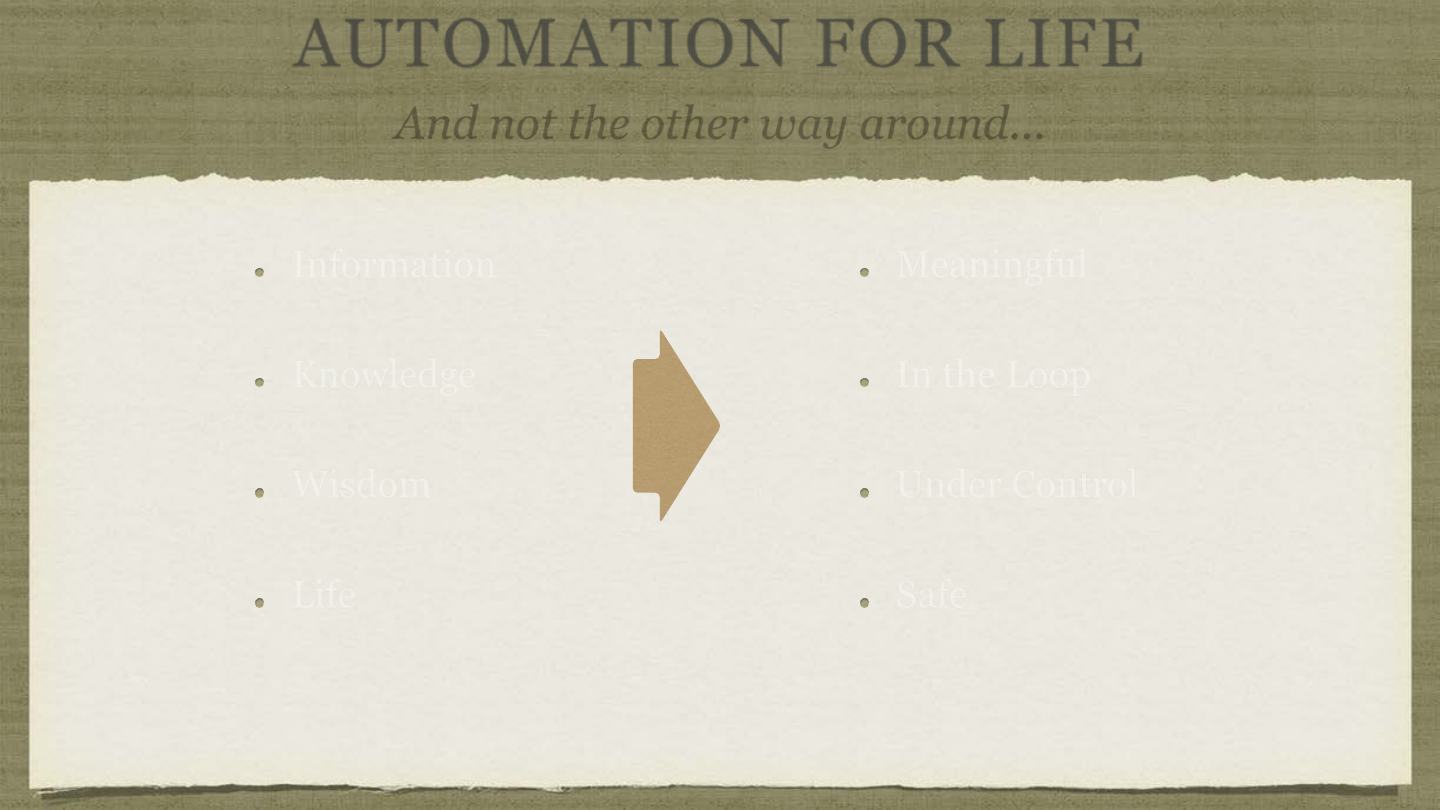 AUTOMATION FOR LIFE
And not the other way around...
Information
Knowledge
Wisdom
Life
Meaningful
In the Loop
Under Control
Safe